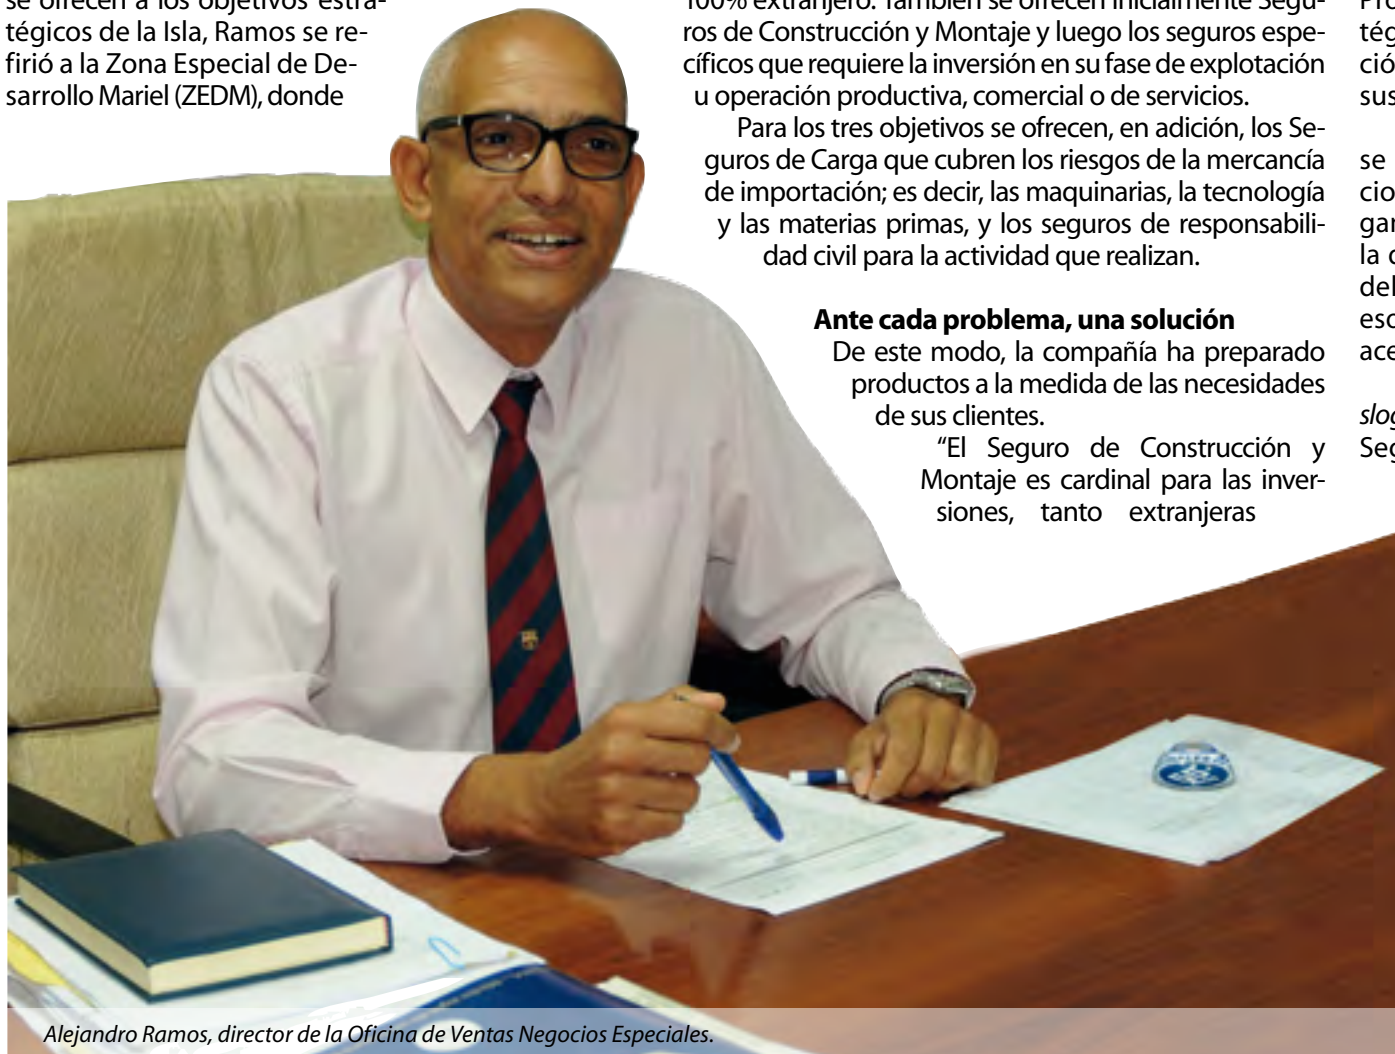 se ofrecen a los objetivos estra-
tégicos de la Isla, Ramos se re-
firió a la Zona Especial de De-
sarrollo Mariel (ZEDM), donde
100% extranjero. También se ofrecen inicialmente Segu-
ros de Construcción y Montaje y luego los seguros espe-
cíficos que requiere la inversión en su fase de explotación
u operación productiva, comercial o de servicios.
Para los tres objetivos se ofrecen, en adición, los Se-
guros de Carga que cubren los riesgos de la mercancía
de importación; es decir, las maquinarias, la tecnología
y las materias primas, y los seguros de responsabili-
dad civil para la actividad que realizan.
Ante cada problema, una solución
De este modo, la compañía ha preparado
productos a la medida de las necesidades
de sus clientes.
“El Seguro de Construcción y
Montaje es cardinal para las inver-
siones, tanto extranjeras
se
Alejandro Ramos, director de la Oficina de Ventas Negocios Especiales.